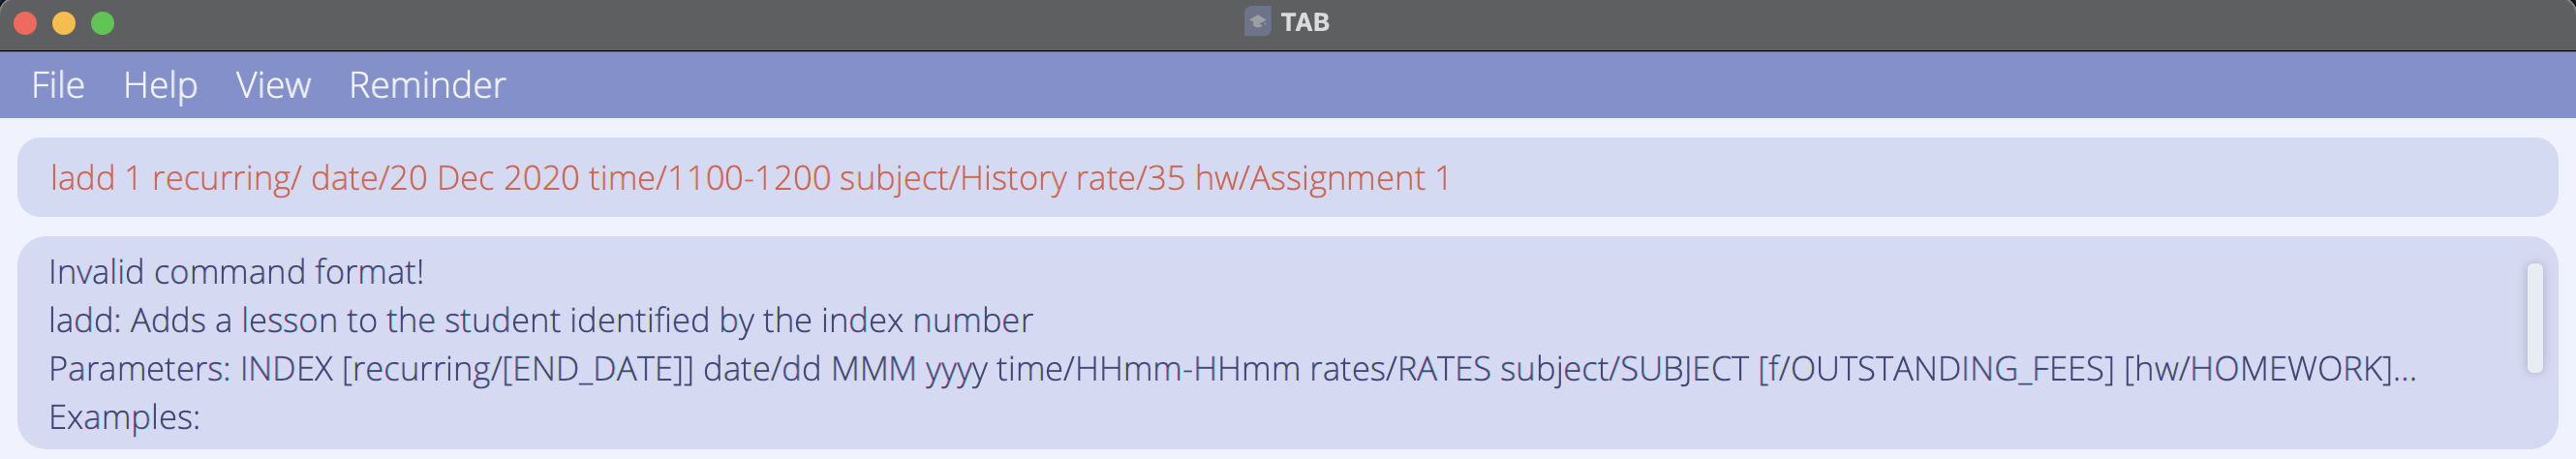 TAB
File Help View Reminder
ladd 1 recurring/ date/20 Dec 2020 time/1100-1200 subject/History rate/35 hw/Assignment 1
Invalid command format!
ladd: Adds a lesson to the student identified by the index number
Parameters: INDEX [recurring/[END_DATE]] date/dd MMM yyyy time/HHmm-HHmm rates/RATES subject/SUBJECT [f/OUTSTANDING_FEES] [hw/HOMEWORK]...
Examples: